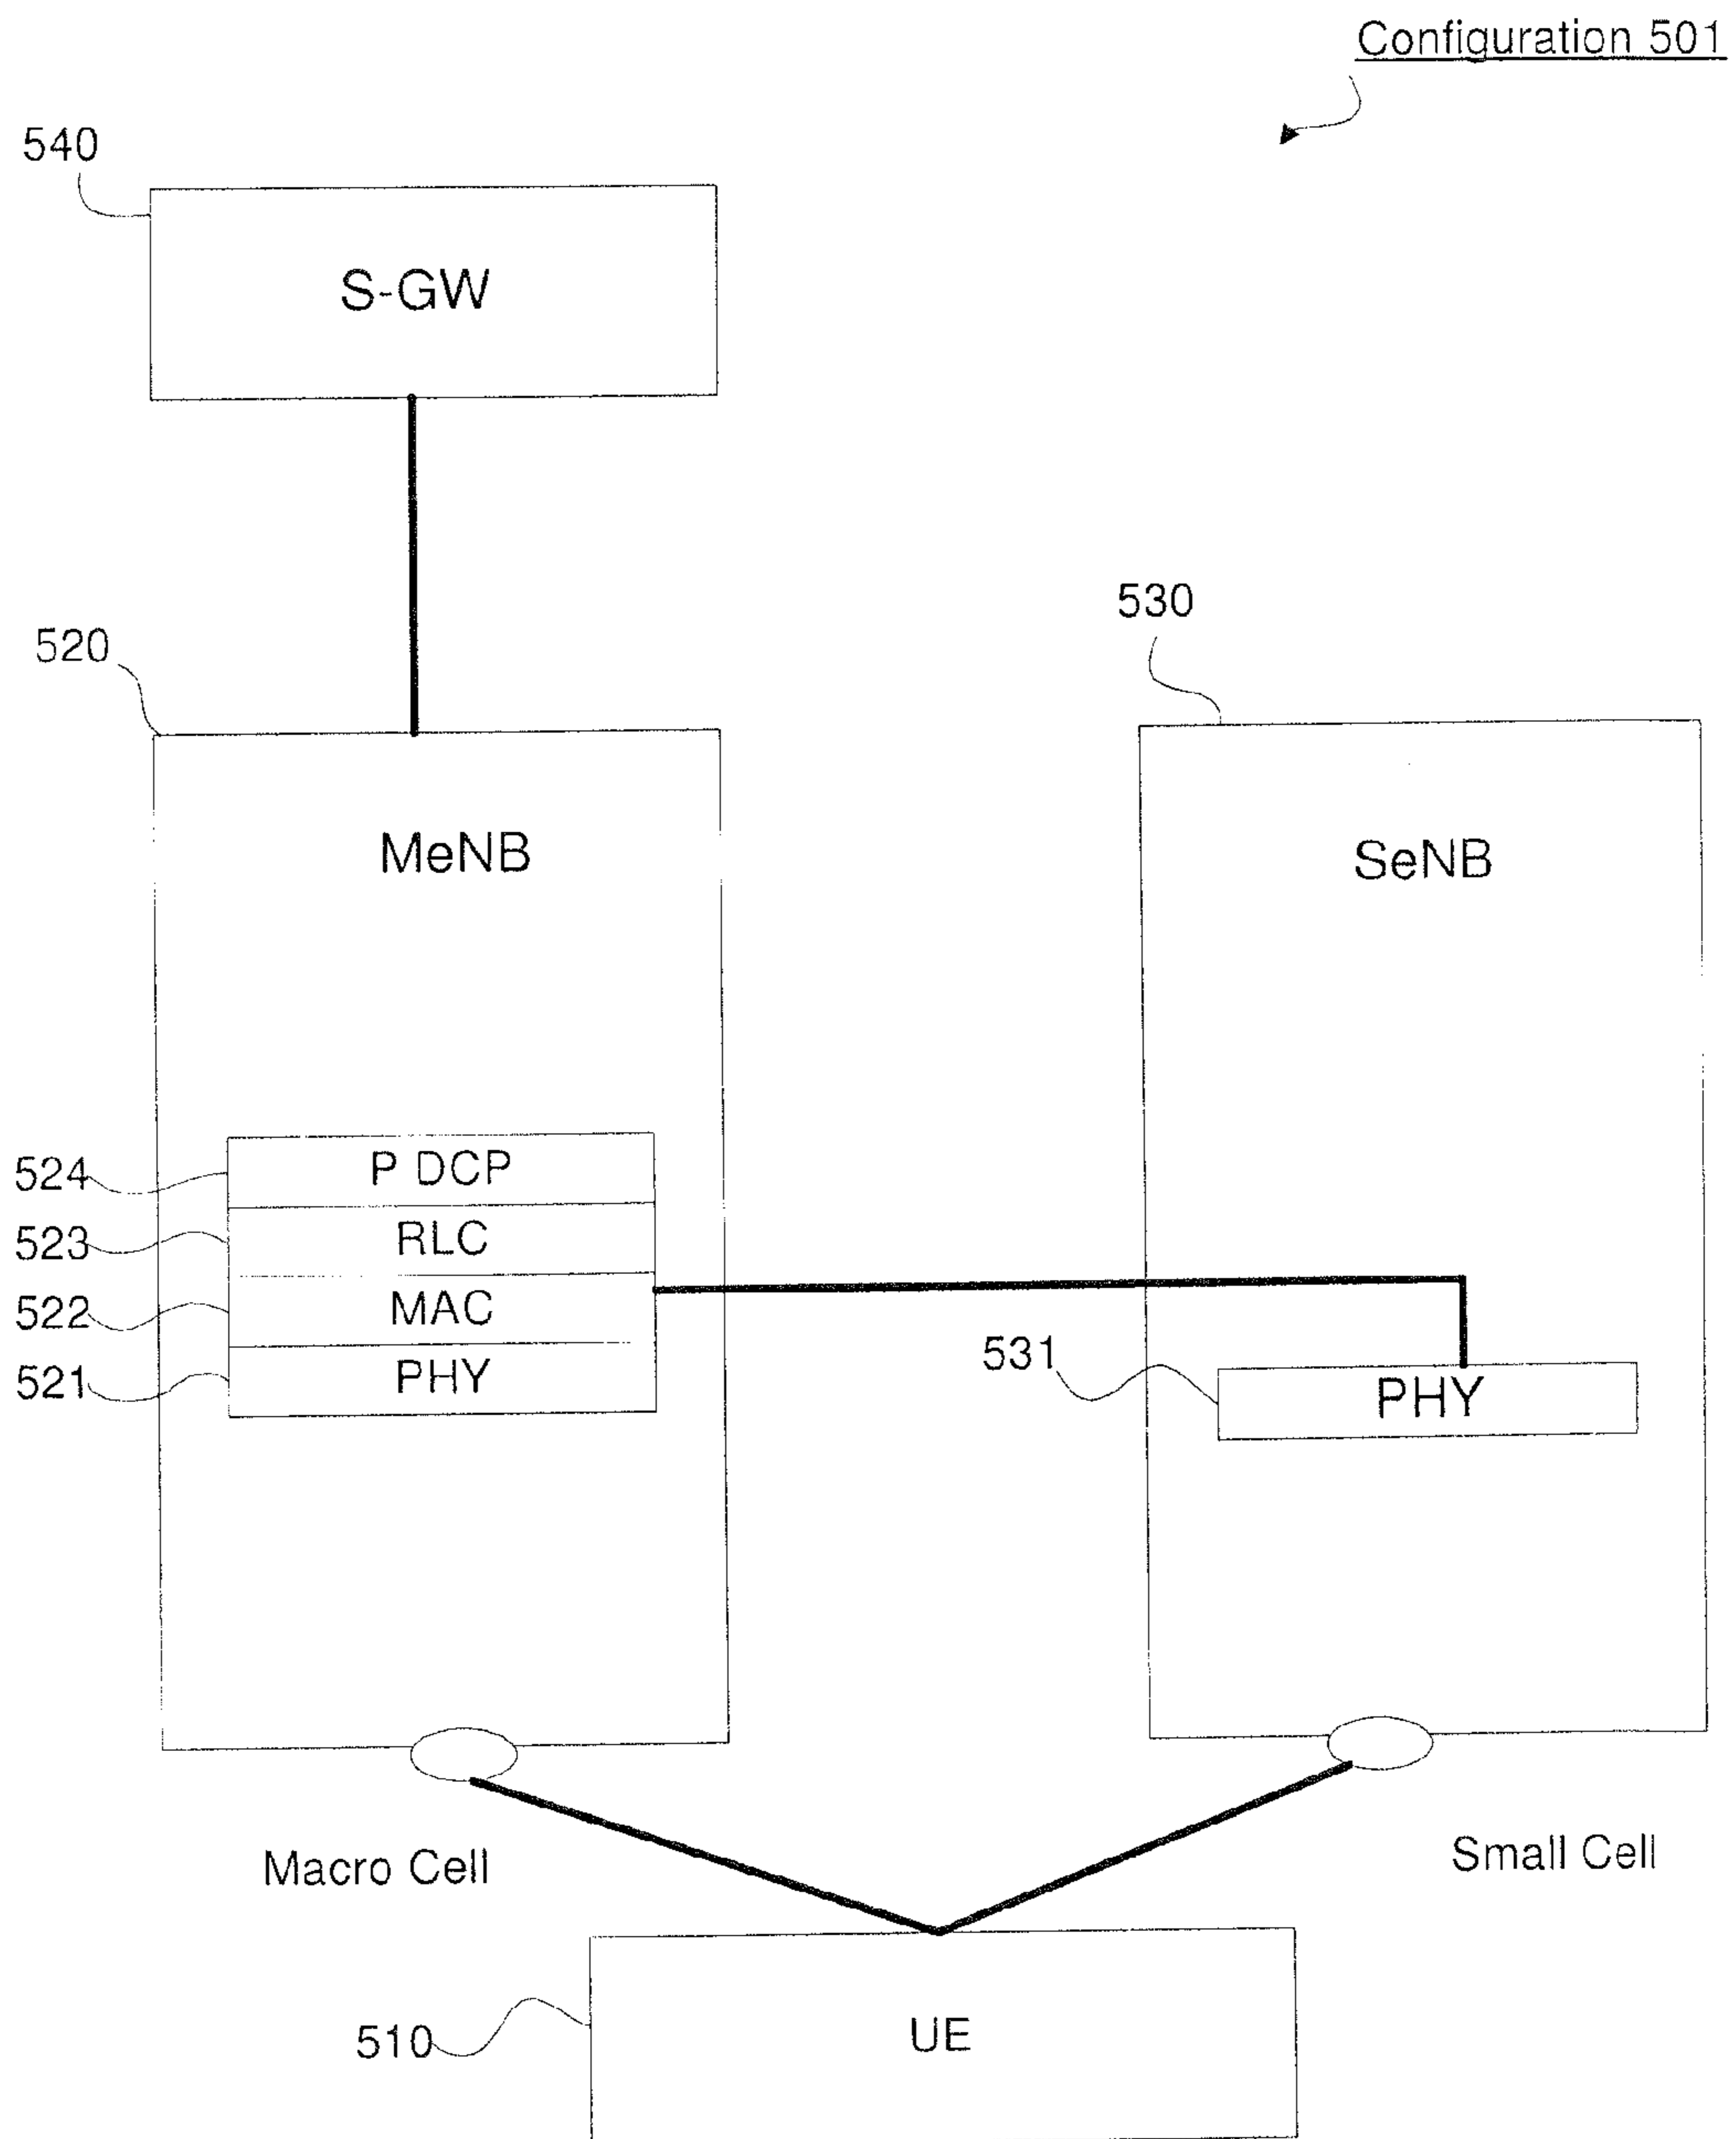 Configuration 501
540
S-GW
530
520
MeNB
SeNB
524
P DCP
523
RLC
522
MAC
531
PHY
521
PHY
Macro Cell
Small Cell
510
UE